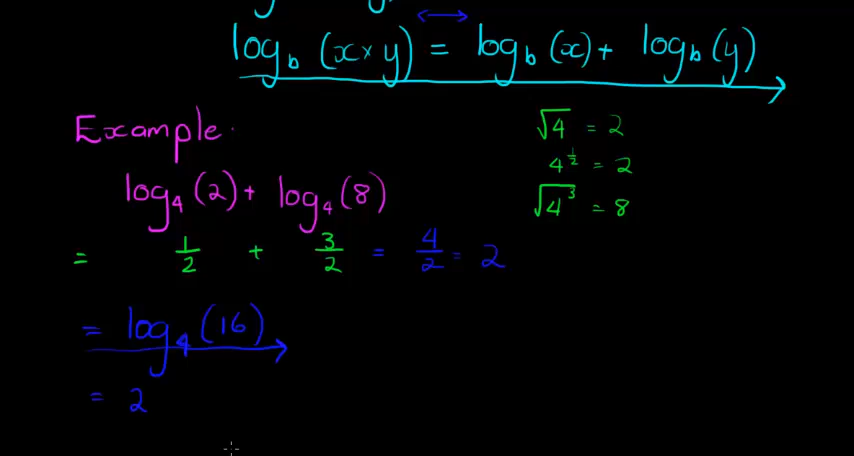 log_b (x × y) = log_b (x) + log_b (y)
Example.
√4 = 2
4^{1/2} = 2
log_4 (2) + log_4 (8)
√4^3 = 8
= 1/2 + 3/2 = 4/2 = 2
= log_4 (16)
= 2